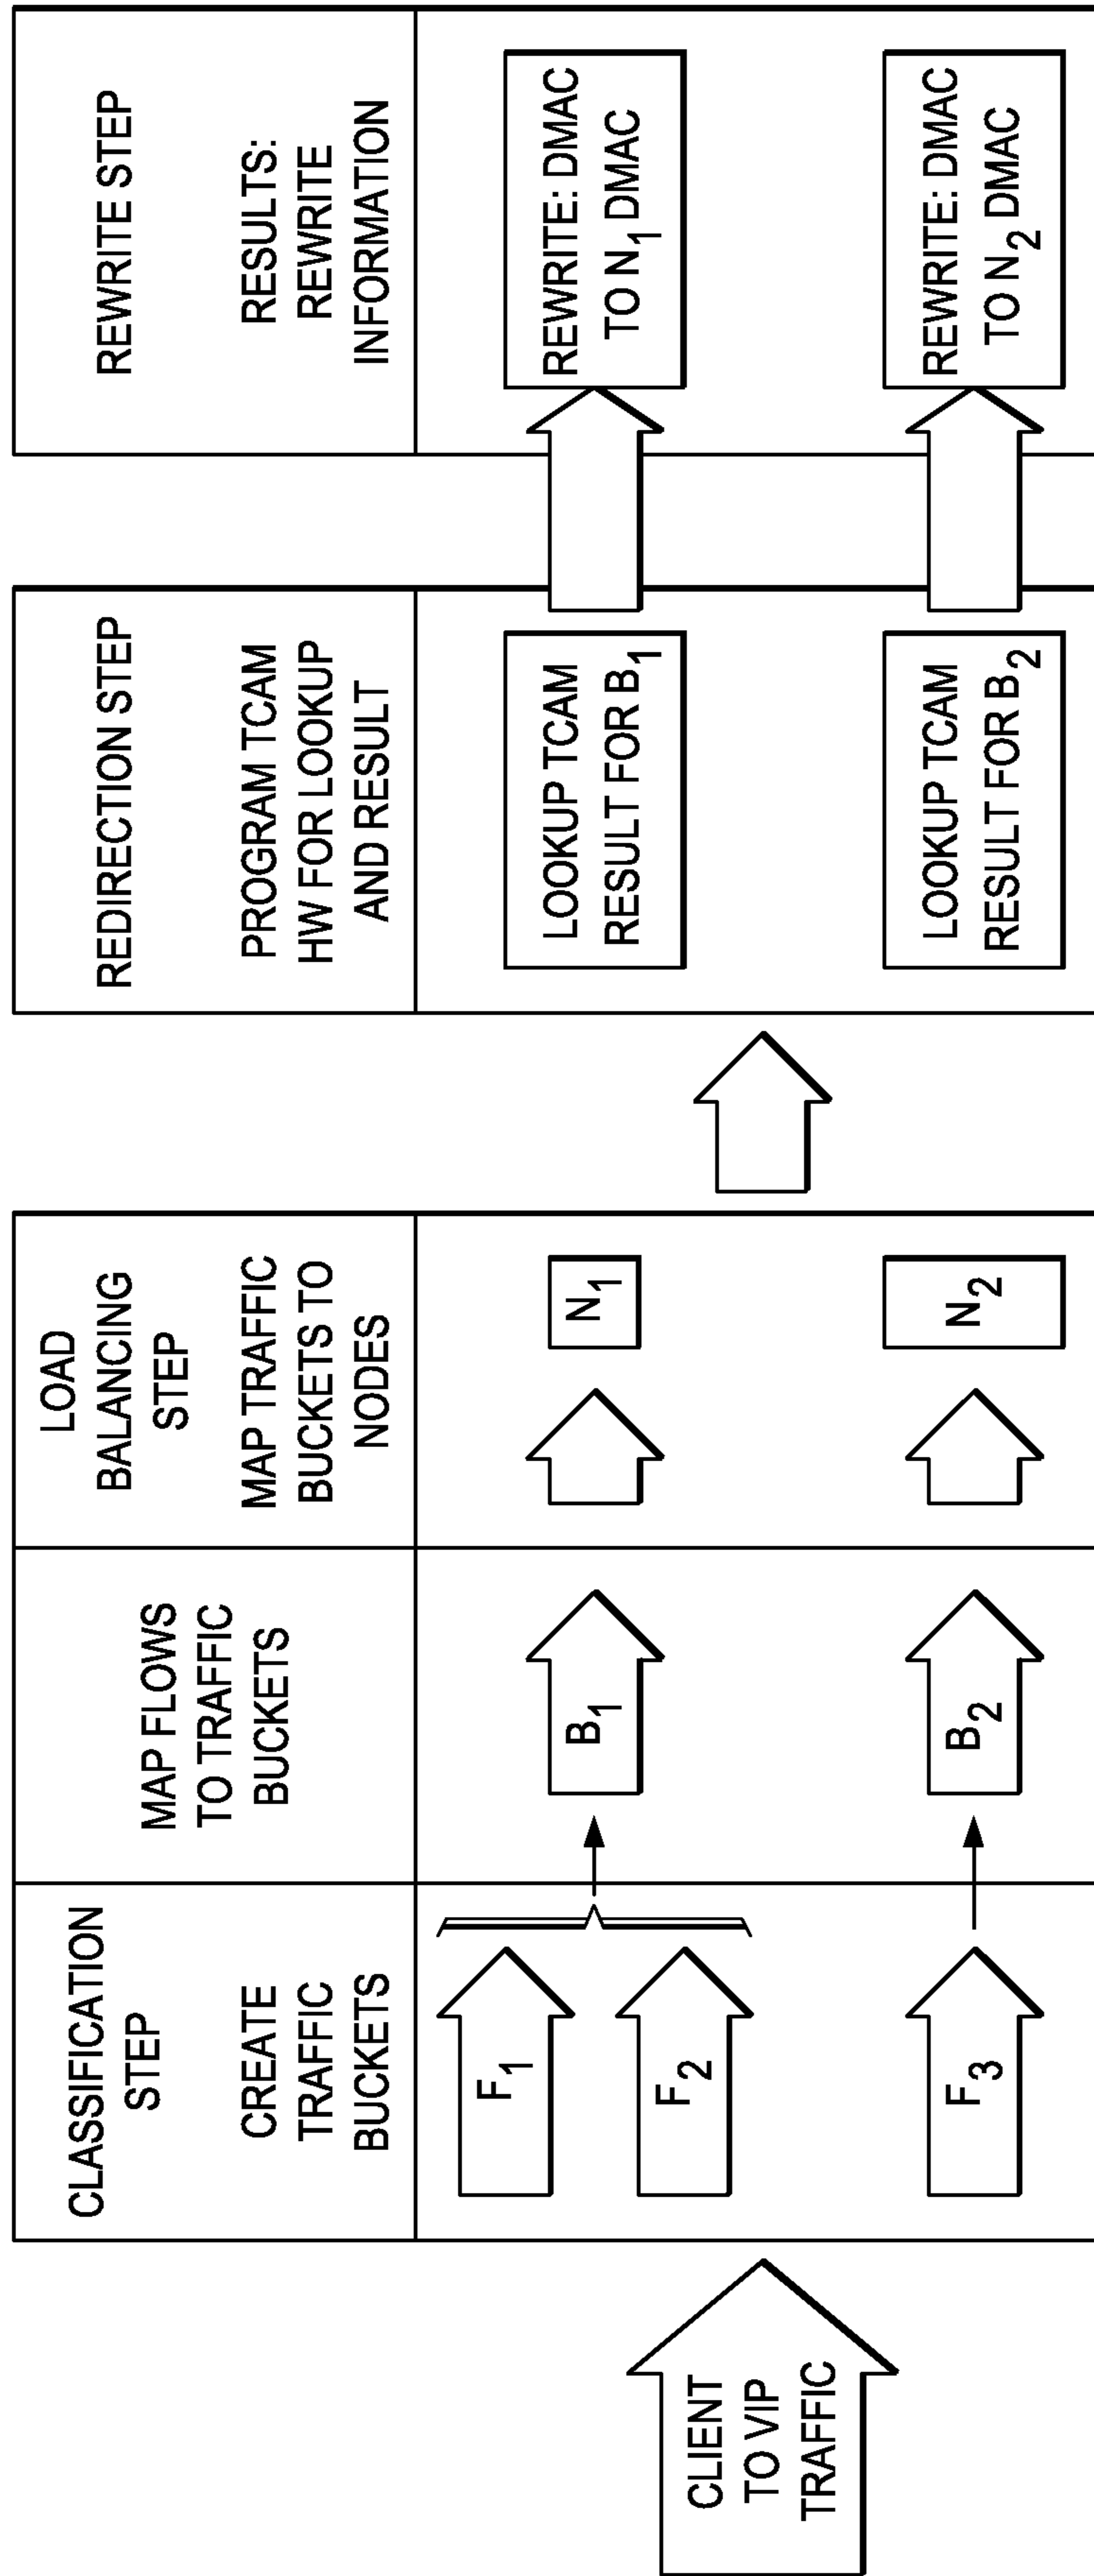 CLIENT
TO VIP
TRAFFIC
CLASSIFICATION
STEP
CREATE
TRAFFIC
BUCKETS
F1
F2
F3
MAP FLOWS
TO TRAFFIC
BUCKETS
B1
B2
LOAD
BALANCING
STEP
MAP TRAFFIC
BUCKETS TO
NODES
N1
N2
REDIRECTION STEP
PROGRAM TCAM
HW FOR LOOKUP
AND RESULT
LOOKUP TCAM
RESULT FOR B1
LOOKUP TCAM
RESULT FOR B2
REWRITE STEP
RESULTS:
REWRITE
INFORMATION
REWRITE: DMAC
TO N1 DMAC
REWRITE: DMAC
TO N2 DMAC